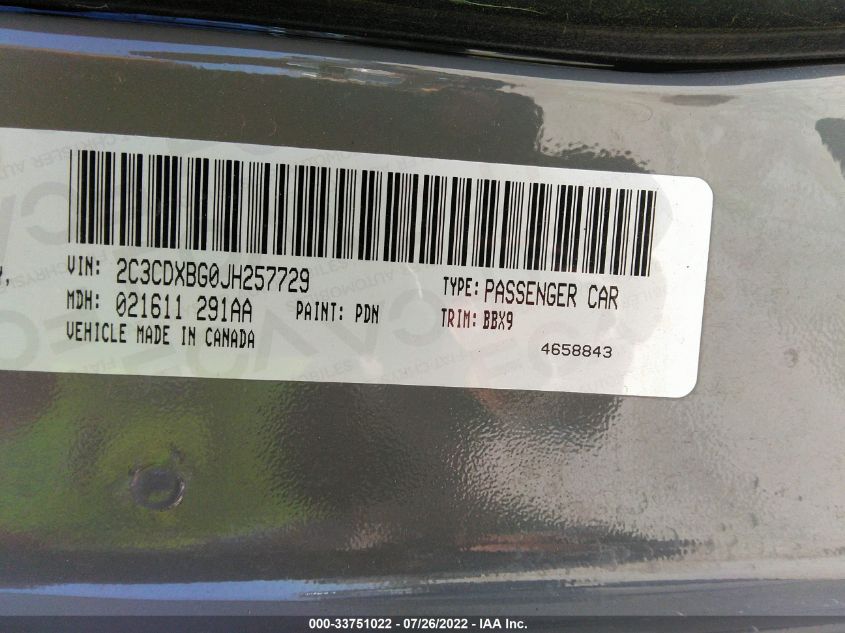 VIN: 2C3CDXBG0JH257729 TYPE: PASSENGER CAR
MDH: 021611 291AA PAINT: PDN TRIM: BBX9
VEHICLE MADE IN CANADA 4658843
000-33751022 - 07/26/2022 - IAA Inc.